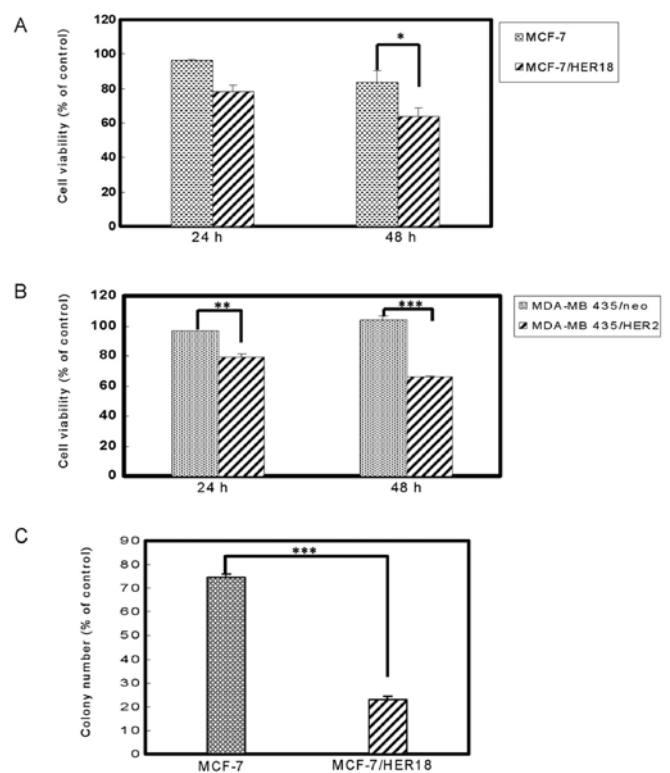 A
Cell viability (% of control)
120
100
80
60
40
20
0
*
24 h
48 h
MCF-7
MCF-7/HER18
B
Cell viability (% of control)
120
100
80
60
40
20
0
**
***
24 h
48 h
MDA-MB 435/neo
MDA-MB 435/HER2
C
Colony number (% of control)
90
80
70
60
50
40
30
20
10
0
***
MCF-7
MCF-7/HER18